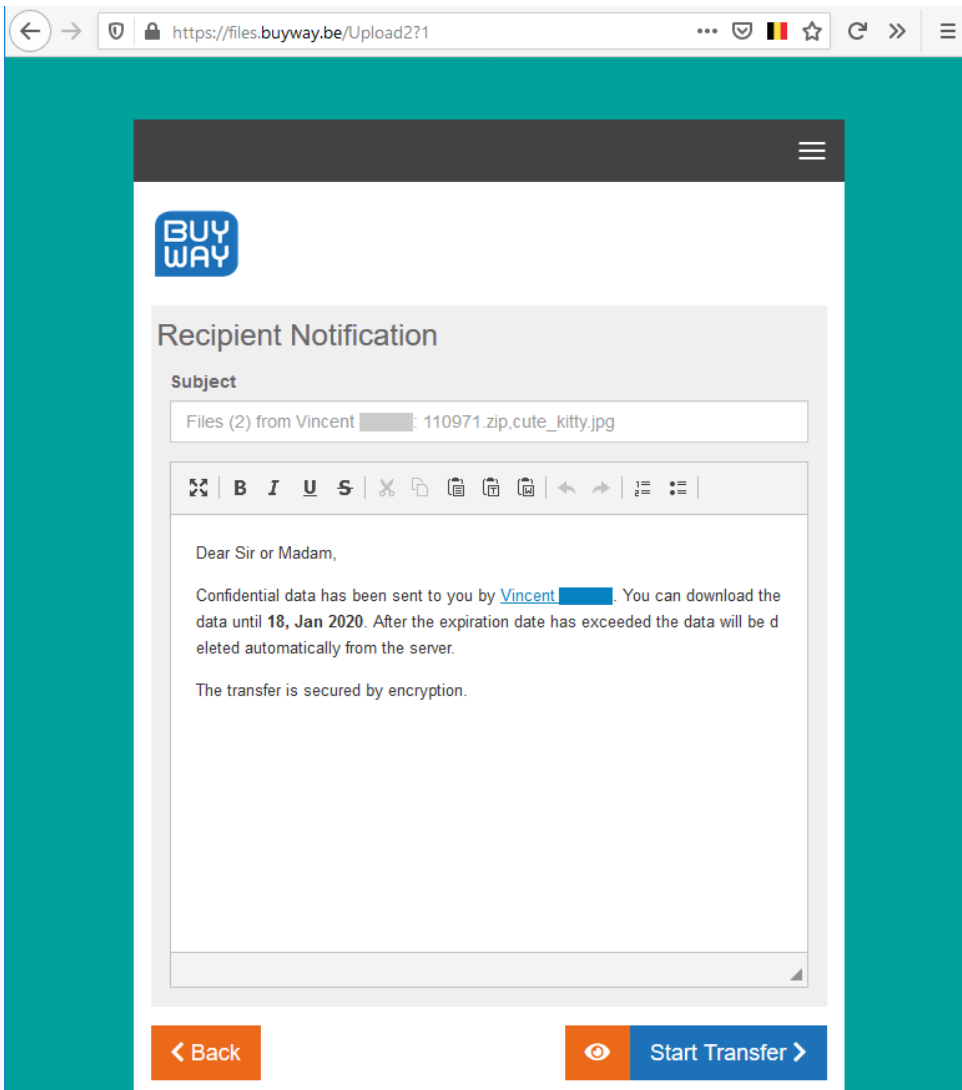 https://files.buyway.be/Upload2?1
BUY
WAY
Recipient Notification
Subject
Files (2) from Vincent : 110971.zip,cute_kitty.jpg
B I U S
Dear Sir or Madam,
Confidential data has been sent to you by Vincent . You can download the
data until 18, Jan 2020. After the expiration date has exceeded the data will be d
eleted automatically from the server.
The transfer is secured by encryption.
Back
Start Transfer